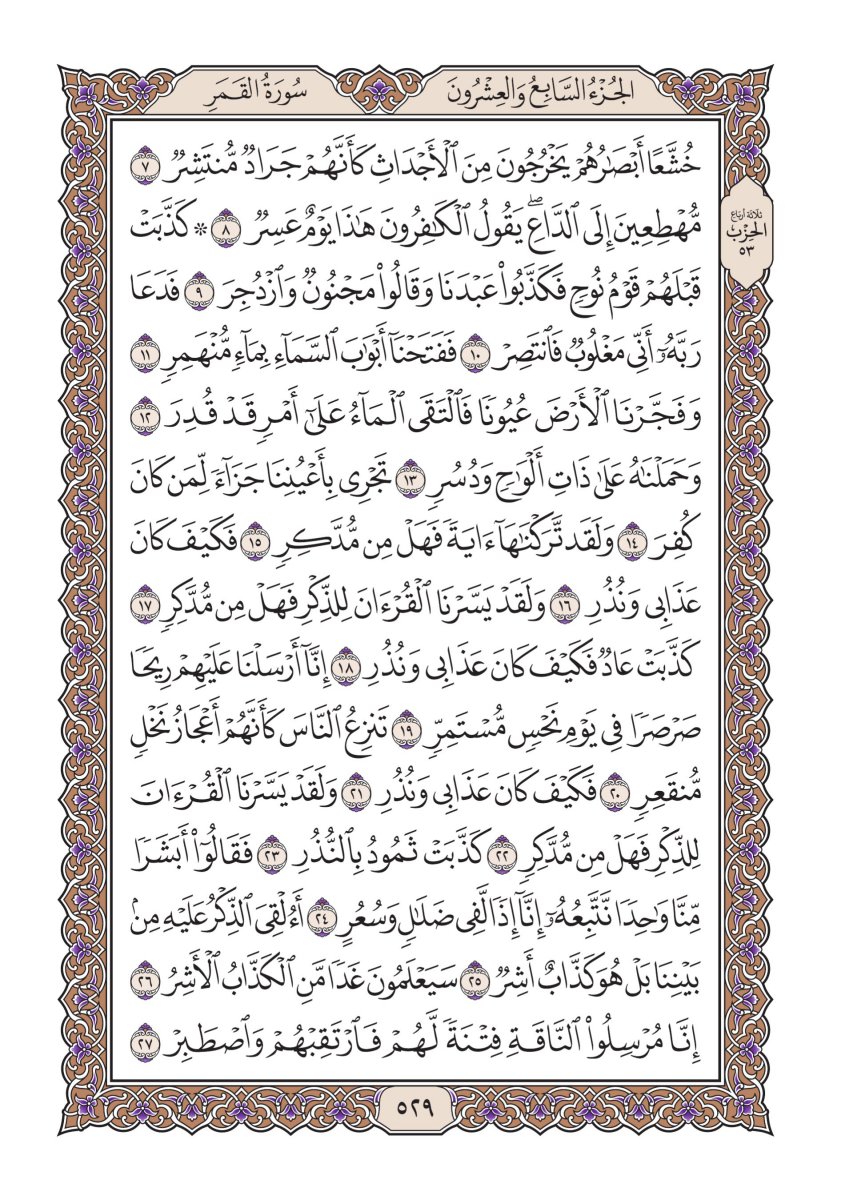 الجُزْءُ السَّابِعُ وَالعِشْرُونَ
سُورَةُ القَمَرِ
خُشَّعًا أَبْصَٰرُهُمْ يَخْرُجُونَ مِنَ ٱلْأَجْدَاثِ كَأَنَّهُمْ جَرَادٌ مُّنتَشِرٌ ٧
مُّهْطِعِينَ إِلَى ٱلدَّاعِ ۖ يَقُولُ ٱلْكَٰفِرُونَ هَٰذَا يَوْمٌ عَسِرٌ ٨ * كَذَّبَتْ
ثلاثة أرباع
الحِزْب
٥٣
قَبْلَهُمْ قَوْمُ نُوحٍ فَكَذَّبُوا۟ عَبْدَنَا وَقَالُوا۟ مَجْنُونٌ وَٱزْدُجِرَ ٩ فَدَعَا
رَبَّهُۥٓ أَنِّى مَغْلُوبٌ فَٱنتَصِرْ ١٠ فَفَتَحْنَآ أَبْوَٰبَ ٱلسَّمَآءِ بِمَآءٍ مُّنْهَمِرٍ ١١
وَفَجَّرْنَا ٱلْأَرْضَ عُيُونًا فَٱلْتَقَى ٱلْمَآءُ عَلَىٰٓ أَمْرٍ قَدْ قُدِرَ ١٢
وَحَمَلْنَٰهُ عَلَىٰ ذَاتِ أَلْوَٰحٍ وَدُسُرٍ ١٣ تَجْرِى بِأَعْيُنِنَا جَزَآءً لِّمَن كَانَ
كُفِرَ ١٤ وَلَقَد تَّرَكْنَٰهَآ ءَايَةً فَهَلْ مِن مُّدَّكِرٍ ١٥ فَكَيْفَ كَانَ
عَذَابِى وَنُذُرِ ١٦ وَلَقَدْ يَسَّرْنَا ٱلْقُرْءَانَ لِلذِّكْرِ فَهَلْ مِن مُّدَّكِرٍ ١٧
كَذَّبَتْ عَادٌ فَكَيْفَ كَانَ عَذَابِى وَنُذُرِ ١٨ إِنَّآ أَرْسَلْنَا عَلَيْهِمْ رِيحًا
صَرْصَرًا فِى يَوْمِ نَحْسٍ مُّسْتَمِرٍّ ١٩ تَنزِعُ ٱلنَّاسَ كَأَنَّهُمْ أَعْجَازُ نَخْلٍ
مُّنقَعِرٍ ٢٠ فَكَيْفَ كَانَ عَذَابِى وَنُذُرِ ٢١ وَلَقَدْ يَسَّرْنَا ٱلْقُرْءَانَ
لِلذِّكْرِ فَهَلْ مِن مُّدَّكِرٍ ٢٢ كَذَّبَتْ ثَمُودُ بِٱلنُّذُرِ ٢٣ فَقَالُوٓا۟ أَبَشَرًا
مِّنَّا وَٰحِدًا نَّتَّبِعُهُۥٓ إِنَّآ إِذًا لَّفِى ضَلَٰلٍ وَسُعُرٍ ٢٤ أَءُلْقِىَ ٱلذِّكْرُ عَلَيْهِ مِنۢ
بَيْنِنَا بَلْ هُوَ كَذَّابٌ أَشِرٌ ٢٥ سَيَعْلَمُونَ غَدًا مَّنِ ٱلْكَذَّابُ ٱلْأَشِرُ ٢٦
إِنَّا مُرْسِلُوا۟ ٱلنَّاقَةِ فِتْنَةً لَّهُمْ فَٱرْتَقِبْهُمْ وَٱصْطَبِرْ ٢٧
٥٢٩